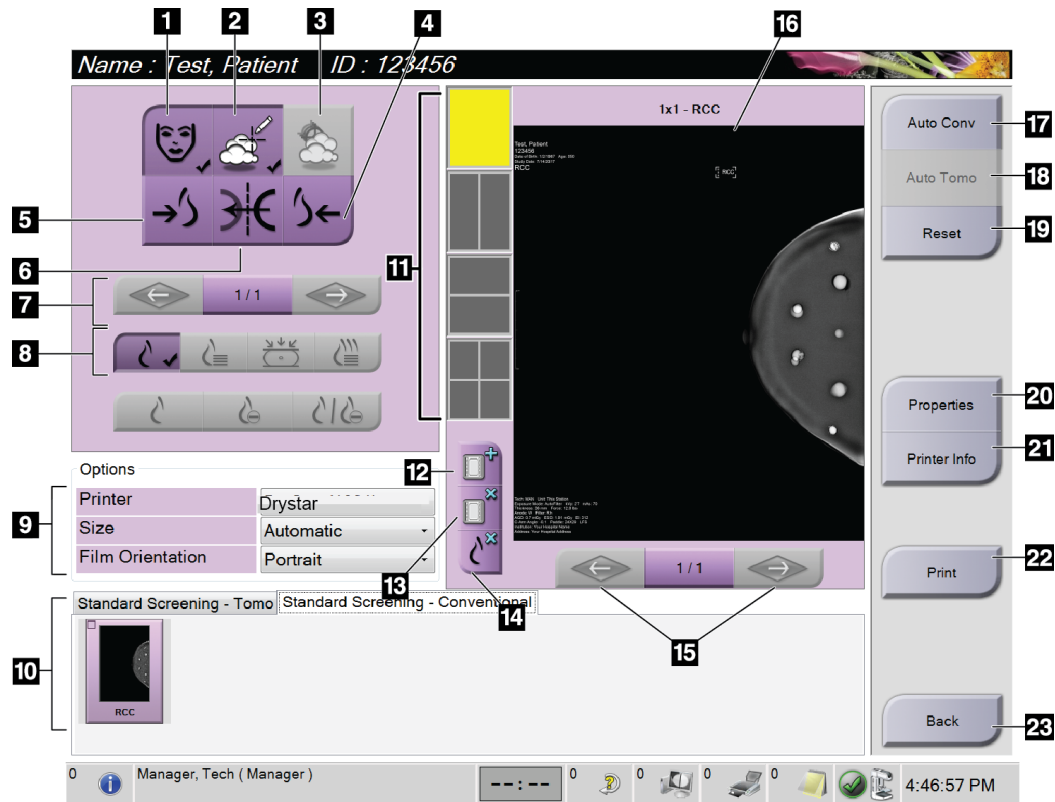 1
2
3
4
16
Name : Test, Patient ID : 123456
1x1 - RCC
Auto Conv
17
Test, Patient
123456
RCC
RCC
Auto Tomo
18
5
Reset
19
6
11
7
1 / 1
8
Properties
20
Printer Info
21
Options
12
9
Printer
Drystar
Size
Automatic
Film Orientation
Portrait
13
1 / 1
Print
22
Standard Screening - Tomo
Standard Screening - Conventional
14
15
10
RCC
Back
23
0
Manager, Tech ( Manager )
--:--
0
0
0
0
4:46:57 PM